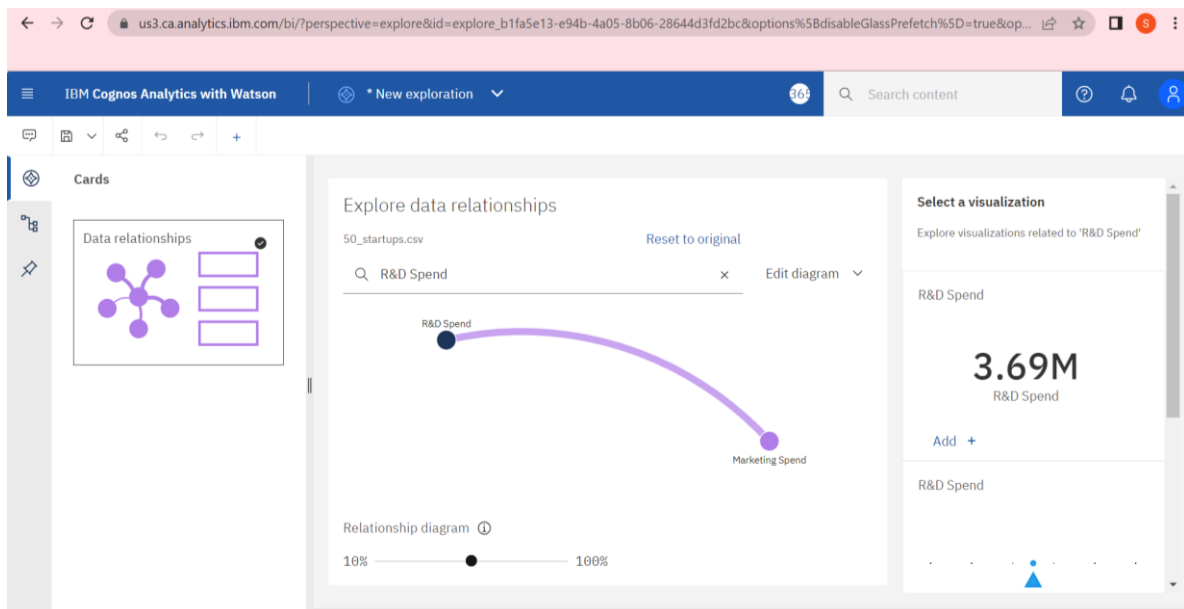 us3.ca.analytics.ibm.com/bi/?perspective=explore&id=explore_b1fa5e13-e94b-4a05-8b06-28644d3fd2bc&options%5BdisableGlassPrefetch%5D=true&op...
S
IBM Cognos Analytics with Watson
* New exploration
365
Search content
Cards
Data relationships
Explore data relationships
50_startups.csv
Reset to original
R&D Spend
Edit diagram
R&D Spend
Marketing Spend
Relationship diagram
10%
100%
Select a visualization
Explore visualizations related to 'R&D Spend'
R&D Spend
3.69M
R&D Spend
Add +
R&D Spend